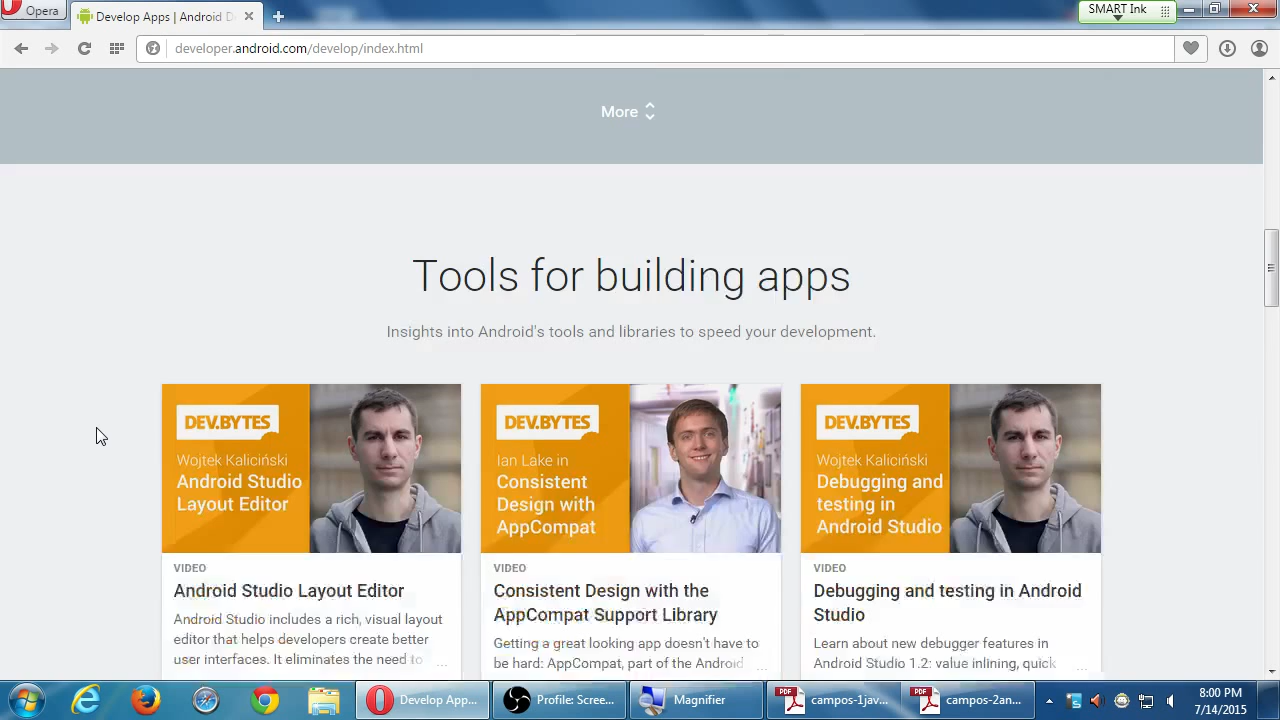 Opera
Develop Apps | Android D
SMART Ink
developer.android.com/develop/index.html
More
Tools for building apps
Insights into Android's tools and libraries to speed your development.
DEV.BYTES
Wojtek Kaliciński
Android Studio
Layout Editor
VIDEO
Android Studio Layout Editor
Android Studio includes a rich, visual layout
editor that helps developers create better
user interfaces. It eliminates the need to
...
DEV.BYTES
Ian Lake in
Consistent
Design with
AppCompat
VIDEO
Consistent Design with the
AppCompat Support Library
Getting a great looking app doesn't have to
be hard: AppCompat, part of the Android
...
DEV.BYTES
Wojtek Kaliciński
Debugging and
testing in
Android Studio
VIDEO
Debugging and testing in Android
Studio
Learn about new debugger features in
Android Studio 1.2: value inlining, quick
...
Develop App...
Profile: Scree...
Magnifier
PDF
campos-1jav...
PDF
campos-2an...
8:00 PM
7/14/2015